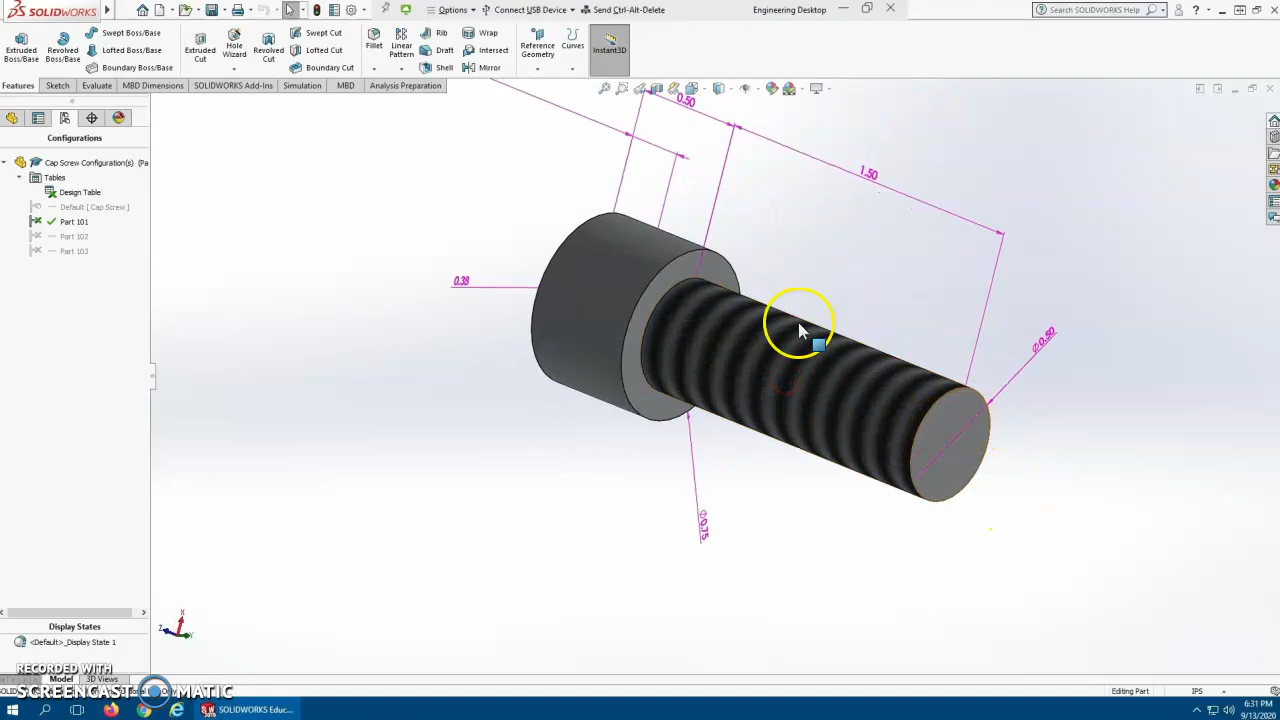 SOLIDWORKS
Options
Connect USB Device
Send Ctrl-Alt-Delete
Engineering Desktop
Search SOLIDWORKS Help
Extruded Boss/Base
Revolved Boss/Base
Swept Boss/Base
Lofted Boss/Base
Boundary Boss/Base
Extruded Cut
Hole Wizard
Revolved Cut
Swept Cut
Lofted Cut
Boundary Cut
Fillet
Linear Pattern
Rib
Draft
Shell
Wrap
Intersect
Mirror
Reference Geometry
Curves
Instant3D
Features
Sketch
Evaluate
MBD Dimensions
SOLIDWORKS Add-Ins
Simulation
MBD
Analysis Preparation
Configurations
Cap Screw Configuration(s) (Pa
Tables
Design Table
Default [ Cap Screw ]
Part 101
Part 102
Part 103
0.50
1.50
0.38
Ø0.50
Ø0.75
X
Z
Y
Display States
<Default>_Display State 1
RECORDED WITH
SCREENCAST-O-MATIC
Model
3D Views
Editing Part
IPS
SOLIDWORKS Educ...
6:31 PM
9/13/2020